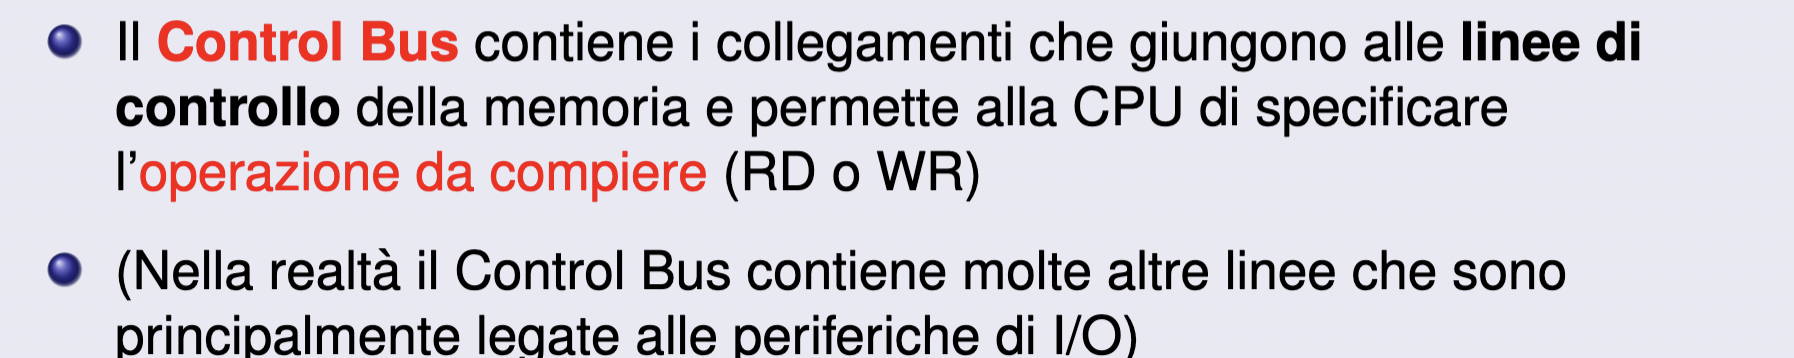 Il Control Bus contiene i collegamenti che giungono alle linee di
controllo della memoria e permette alla CPU di specificare
l'operazione da compiere (RD o WR)
(Nella realtà il Control Bus contiene molte altre linee che sono
principalmente legate alle periferiche di I/O)